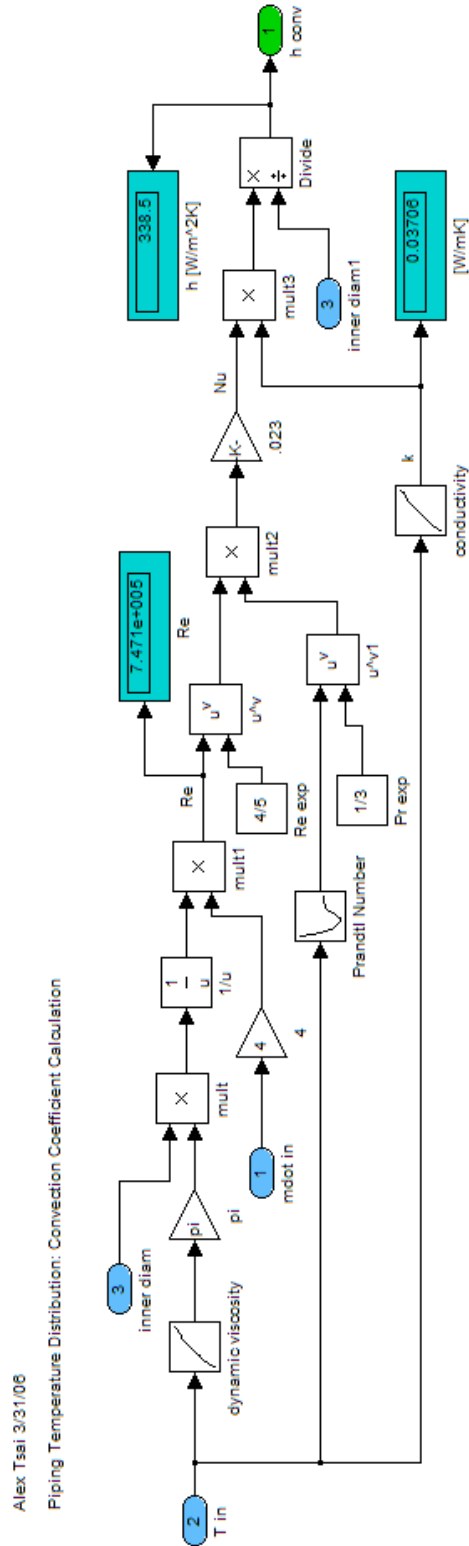 Alex Tsai 3/31/06
Piping Temperature Distribution: Convection Coefficient Calculation
2
T in
3
inner diam
dynamic viscosity
pi
pi
×
mult
1
u
1/u
1
mdot in
4
4
×
mult1
Re
7.471e+005
Re
4/5
Re exp
u^v
u^v
Prandtl Number
1/3
Pr exp
u^v
u^v1
×
mult2
-K-
.023
Nu
conductivity
k
×
mult3
3
inner diam1
×
÷
Divide
338.5
h [W/m^2K]
0.03706
[W/mK]
1
h conv